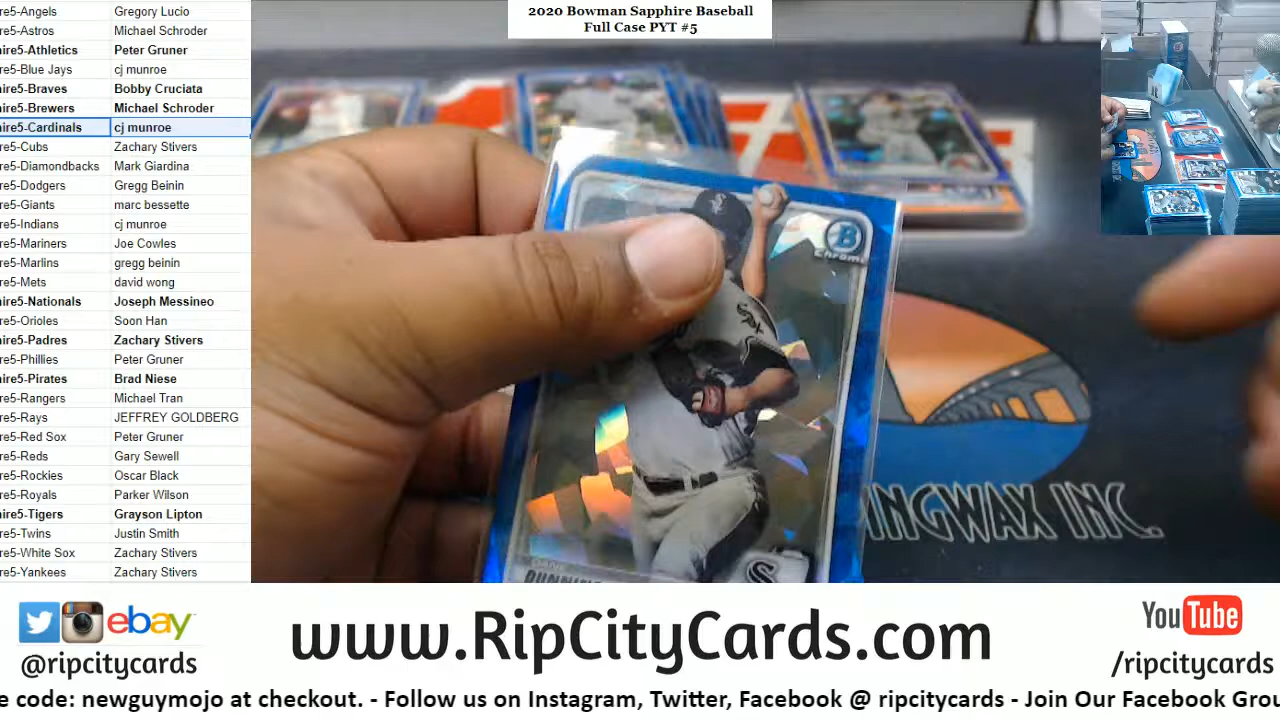 2020 Bowman Sapphire Baseball
Full Case PYT #5
re5-Angels Gregory Lucio
re5-Astros Michael Schroder
ire5-Athletics Peter Gruner
re5-Blue Jays cj munroe
ire5-Braves Bobby Cruciata
ire5-Brewers Michael Schroder
ire5-Cardinals cj munroe
re5-Cubs Zachary Stivers
re5-Diamondbacks Mark Giardina
re5-Dodgers Gregg Beinin
re5-Giants marc bessette
re5-Indians cj munroe
re5-Mariners Joe Cowles
re5-Marlins gregg beinin
re5-Mets david wong
ire5-Nationals Joseph Messineo
re5-Orioles Soon Han
ire5-Padres Zachary Stivers
re5-Phillies Peter Gruner
ire5-Pirates Brad Niese
re5-Rangers Michael Tran
re5-Rays JEFFREY GOLDBERG
re5-Red Sox Peter Gruner
re5-Reds Gary Sewell
re5-Rockies Oscar Black
re5-Royals Parker Wilson
ire5-Tigers Grayson Lipton
re5-Twins Justin Smith
re5-White Sox Zachary Stivers
re5-Yankees Zachary Stivers
B
Chrome
Sox
INGWAX INC.
ebay
@ripcitycards
www.RipCityCards.com
YouTube
/ripcitycards
e code: newguymojo at checkout. - Follow us on Instagram, Twitter, Facebook @ ripcitycards - Join Our Facebook Grou